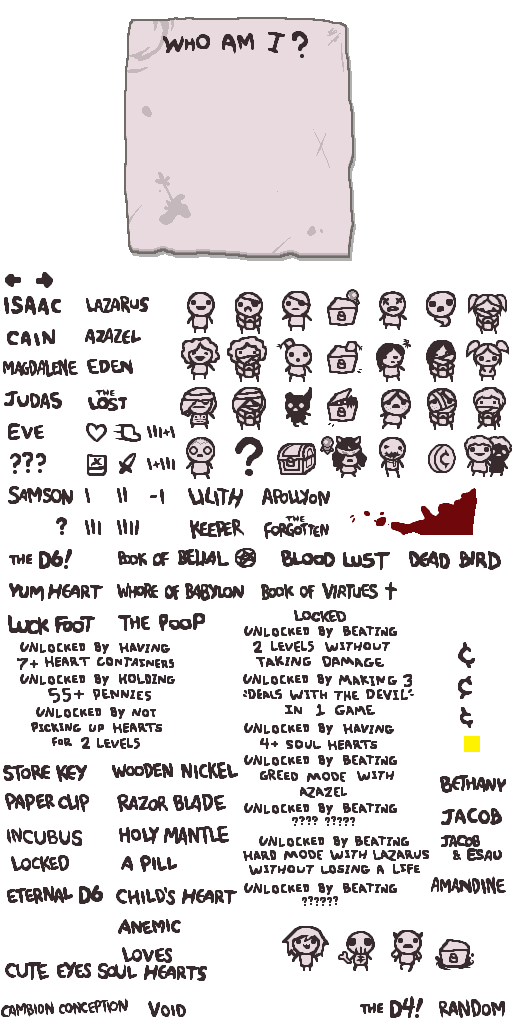 WHO AM I?
ISAAC LAZARUS
CAIN AZAZEL
MAGDALENE EDEN
JUDAS THE LOST
EVE III+I
??? I+III
SAMSON I II -I LILITH APOLLYON
? III IIII KEEPER THE FORGOTTEN
THE D6! BOOK OF BELIAL BLOOD LUST DEAD BIRD
YUM HEART WHORE OF BABYLON BOOK OF VIRTUES
LUCK FOOT THE POOP
UNLOCKED BY HAVING
7+ HEART CONTAINERS
UNLOCKED BY HOLDING
55+ PENNIES
UNLOCKED BY NOT
PICKING UP HEARTS
FOR 2 LEVELS
LOCKED
UNLOCKED BY BEATING
2 LEVELS WITHOUT
TAKING DAMAGE
UNLOCKED BY MAKING 3
"DEALS WITH THE DEVIL"
IN 1 GAME
UNLOCKED BY HAVING
4+ SOUL HEARTS
UNLOCKED BY BEATING
GREED MODE WITH
AZAZEL
UNLOCKED BY BEATING
???? ?????
UNLOCKED BY BEATING
HARD MODE WITH LAZARUS
WITHOUT LOSING A LIFE
UNLOCKED BY BEATING
??????
¢
¢
¢
STORE KEY WOODEN NICKEL
PAPER CLIP RAZOR BLADE
INCUBUS HOLY MANTLE
LOCKED A PILL
ETERNAL D6 CHILD'S HEART
ANEMIC
LOVES
CUTE EYES SOUL HEARTS
CAMBION CONCEPTION VOID
BETHANY
JACOB
JACOB
& ESAU
AMANDINE
THE D4! RANDOM